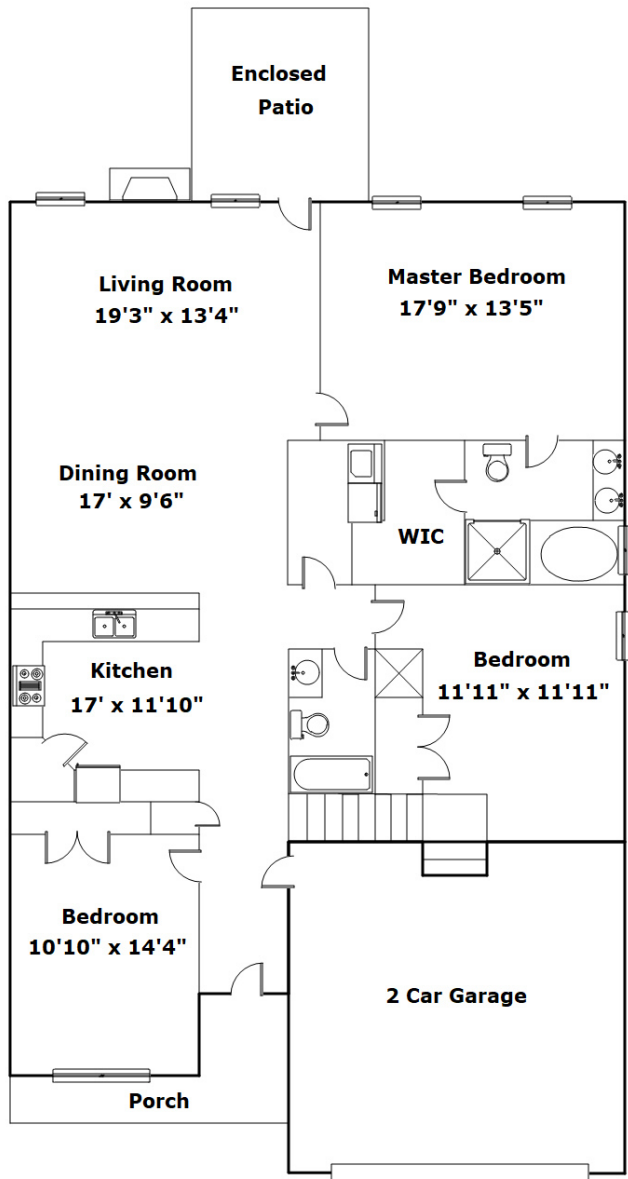 Enclosed
Patio
Living Room
19'3" x 13'4"
Master Bedroom
17'9" x 13'5"
Dining Room
17' x 9'6"
WIC
Kitchen
17' x 11'10"
Bedroom
11'11" x 11'11"
Bedroom
10'10" x 14'4"
2 Car Garage
Porch